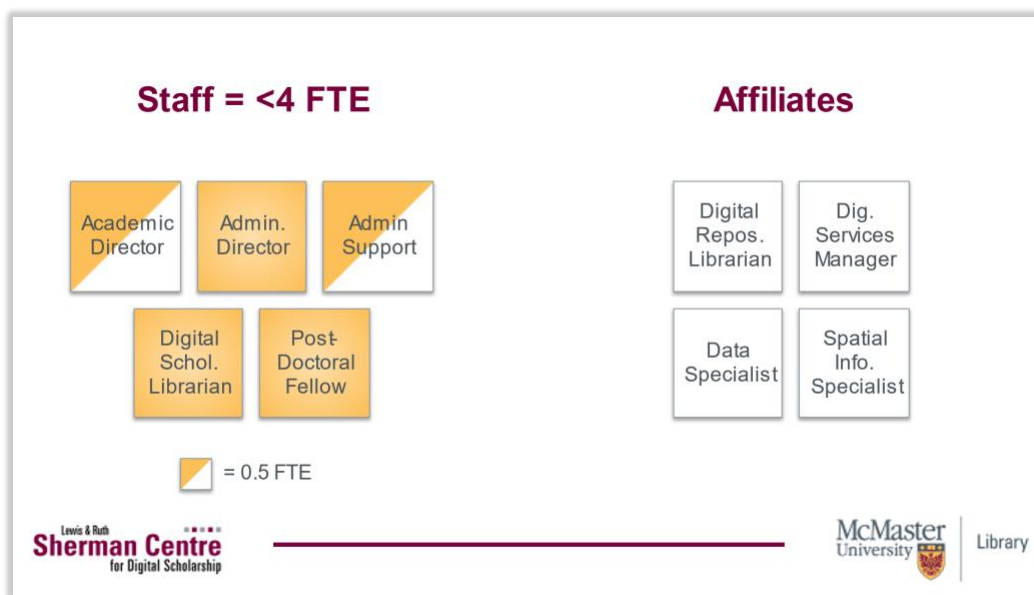 Staff = <4 FTE
Affiliates
Academic
Director
Admin.
Director
Admin
Support
Digital
Schol.
Librarian
Post-
Doctoral
Fellow
= 0.5 FTE
Digital
Repos.
Librarian
Dig.
Services
Manager
Data
Specialist
Spatial
Info.
Specialist
Lewis & Ruth
Sherman Centre
for Digital Scholarship
McMaster
University
Library